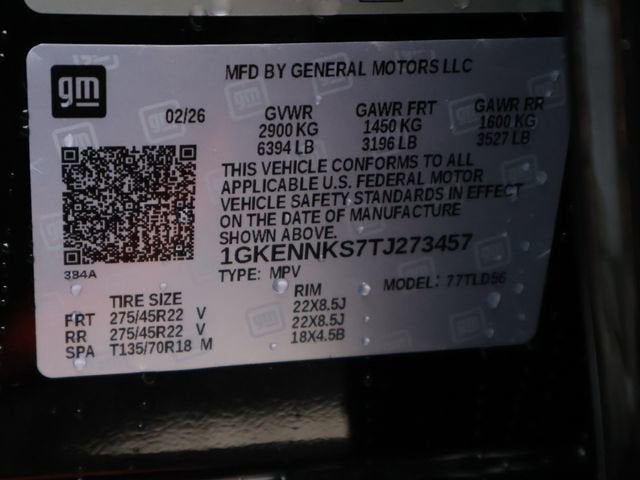 gm
MFD BY GENERAL MOTORS LLC
02/26
GVWR GAWR FRT GAWR RR
2900 KG 1450 KG 1600 KG
6394 LB 3196 LB 3527 LB
THIS VEHICLE CONFORMS TO ALL
APPLICABLE U.S. FEDERAL MOTOR
VEHICLE SAFETY STANDARDS IN EFFECT
ON THE DATE OF MANUFACTURE
SHOWN ABOVE.
1GKENNKS7TJ273457
3B4A
TYPE: MPV MODEL: 77TLD56
TIRE SIZE RIM
FRT 275/45R22 V 22X8.5J
RR 275/45R22 V 22X8.5J
SPA T135/70R18 M 18X4.5B